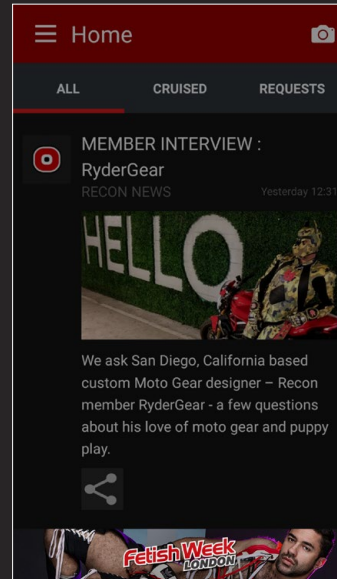 Home
ALL CRUISED REQUESTS
MEMBER INTERVIEW :
RyderGear
RECON NEWS Yesterday 12:31
HELLO
We ask San Diego, California based
custom Moto Gear designer – Recon
member RyderGear - a few questions
about his love of moto gear and puppy
play.
Fetish Week
LONDON